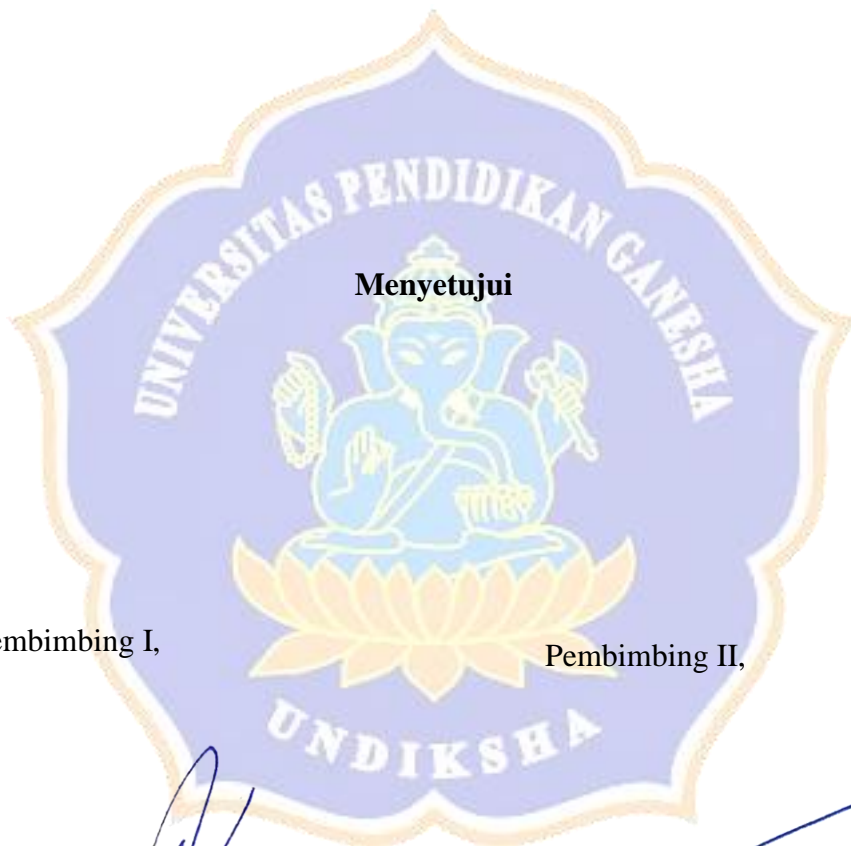 UNIVERSITAS PENDIDIKAN GANESHA
Menyetujui
embimbing I,
Pembimbing II,
UNDIKSHA